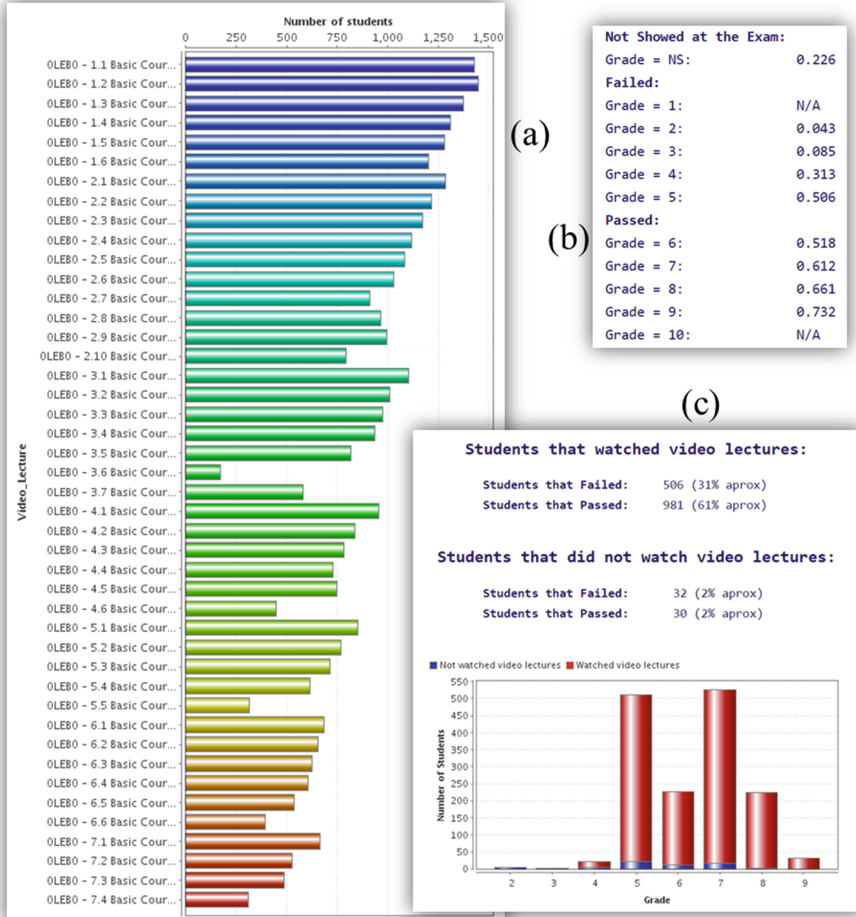 Number of students
0 250 500 750 1,000 1,250 1,500
Video_Lecture
OLEB0 - 1.1 Basic Cour...
OLEB0 - 1.2 Basic Cour...
OLEB0 - 1.3 Basic Cour...
OLEB0 - 1.4 Basic Cour...
OLEB0 - 1.5 Basic Cour...
OLEB0 - 1.6 Basic Cour...
OLEB0 - 2.1 Basic Cour...
OLEB0 - 2.2 Basic Cour...
OLEB0 - 2.3 Basic Cour...
OLEB0 - 2.4 Basic Cour...
OLEB0 - 2.5 Basic Cour...
OLEB0 - 2.6 Basic Cour...
OLEB0 - 2.7 Basic Cour...
OLEB0 - 2.8 Basic Cour...
OLEB0 - 2.9 Basic Cour...
OLEB0 - 2.10 Basic Cour...
OLEB0 - 3.1 Basic Cour...
OLEB0 - 3.2 Basic Cour...
OLEB0 - 3.3 Basic Cour...
OLEB0 - 3.4 Basic Cour...
OLEB0 - 3.5 Basic Cour...
OLEB0 - 3.6 Basic Cour...
OLEB0 - 3.7 Basic Cour...
OLEB0 - 4.1 Basic Cour...
OLEB0 - 4.2 Basic Cour...
OLEB0 - 4.3 Basic Cour...
OLEB0 - 4.4 Basic Cour...
OLEB0 - 4.5 Basic Cour...
OLEB0 - 4.6 Basic Cour...
OLEB0 - 5.1 Basic Cour...
OLEB0 - 5.2 Basic Cour...
OLEB0 - 5.3 Basic Cour...
OLEB0 - 5.4 Basic Cour...
OLEB0 - 5.5 Basic Cour...
OLEB0 - 6.1 Basic Cour...
OLEB0 - 6.2 Basic Cour...
OLEB0 - 6.3 Basic Cour...
OLEB0 - 6.4 Basic Cour...
OLEB0 - 6.5 Basic Cour...
OLEB0 - 6.6 Basic Cour...
OLEB0 - 7.1 Basic Cour...
OLEB0 - 7.2 Basic Cour...
OLEB0 - 7.3 Basic Cour...
OLEB0 - 7.4 Basic Cour...
(a)
(b)
Not Showed at the Exam:
Grade = NS: 0.226
Failed:
Grade = 1: N/A
Grade = 2: 0.043
Grade = 3: 0.085
Grade = 4: 0.313
Grade = 5: 0.506
Passed:
Grade = 6: 0.518
Grade = 7: 0.612
Grade = 8: 0.661
Grade = 9: 0.732
Grade = 10: N/A
(c)
Students that watched video lectures:
Students that Failed: 506 (31% aprox)
Students that Passed: 981 (61% aprox)
Students that did not watch video lectures:
Students that Failed: 32 (2% aprox)
Students that Passed: 30 (2% aprox)
Not watched video lectures Watched video lectures
Number of Students
550
500
450
400
350
300
250
200
150
100
50
0
2 3 4 5 6 7 8 9
Grade